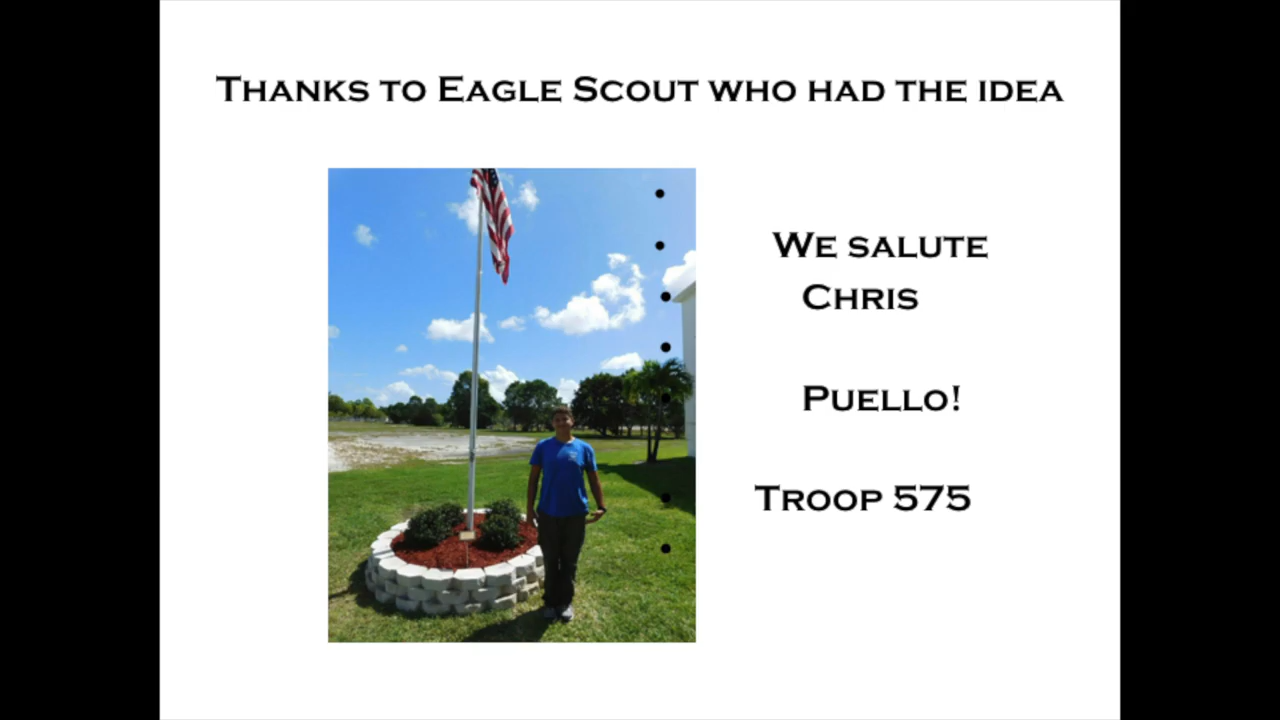 Thanks to Eagle Scout who had the idea
We salute
Chris
Puello!
Troop 575